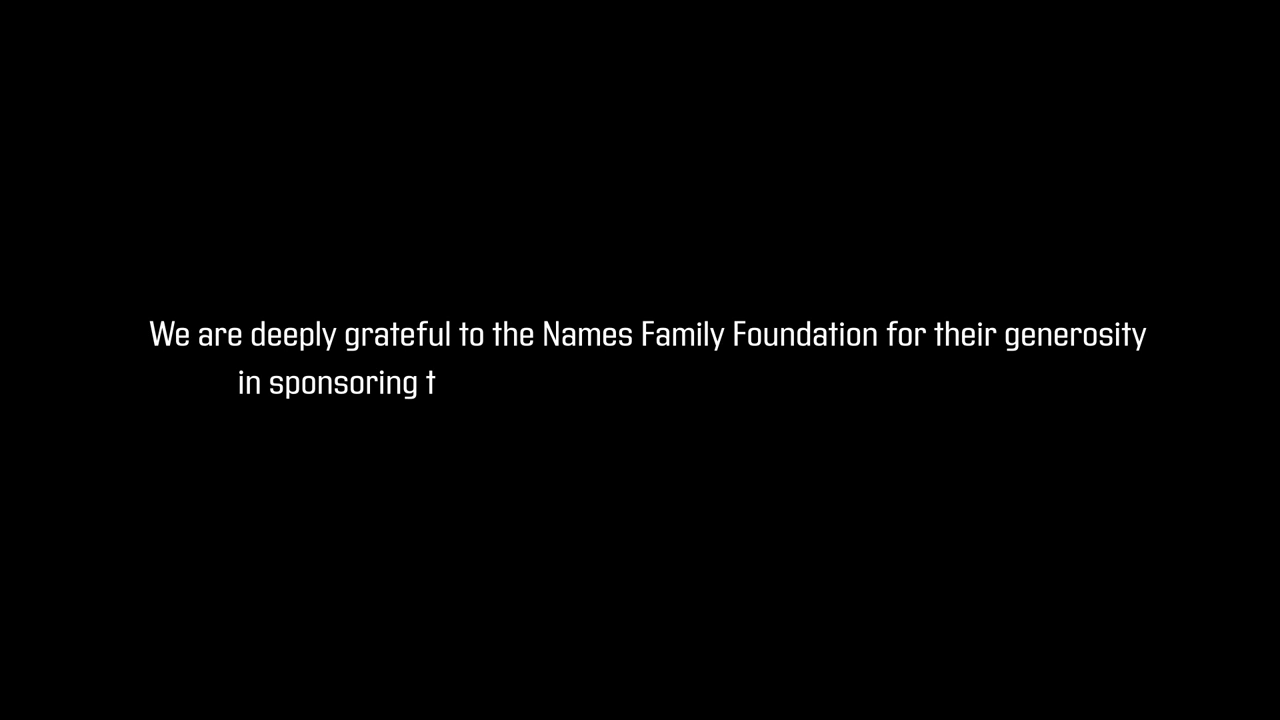 We are deeply grateful to the Names Family Foundation for their generosity
in sponsoring t